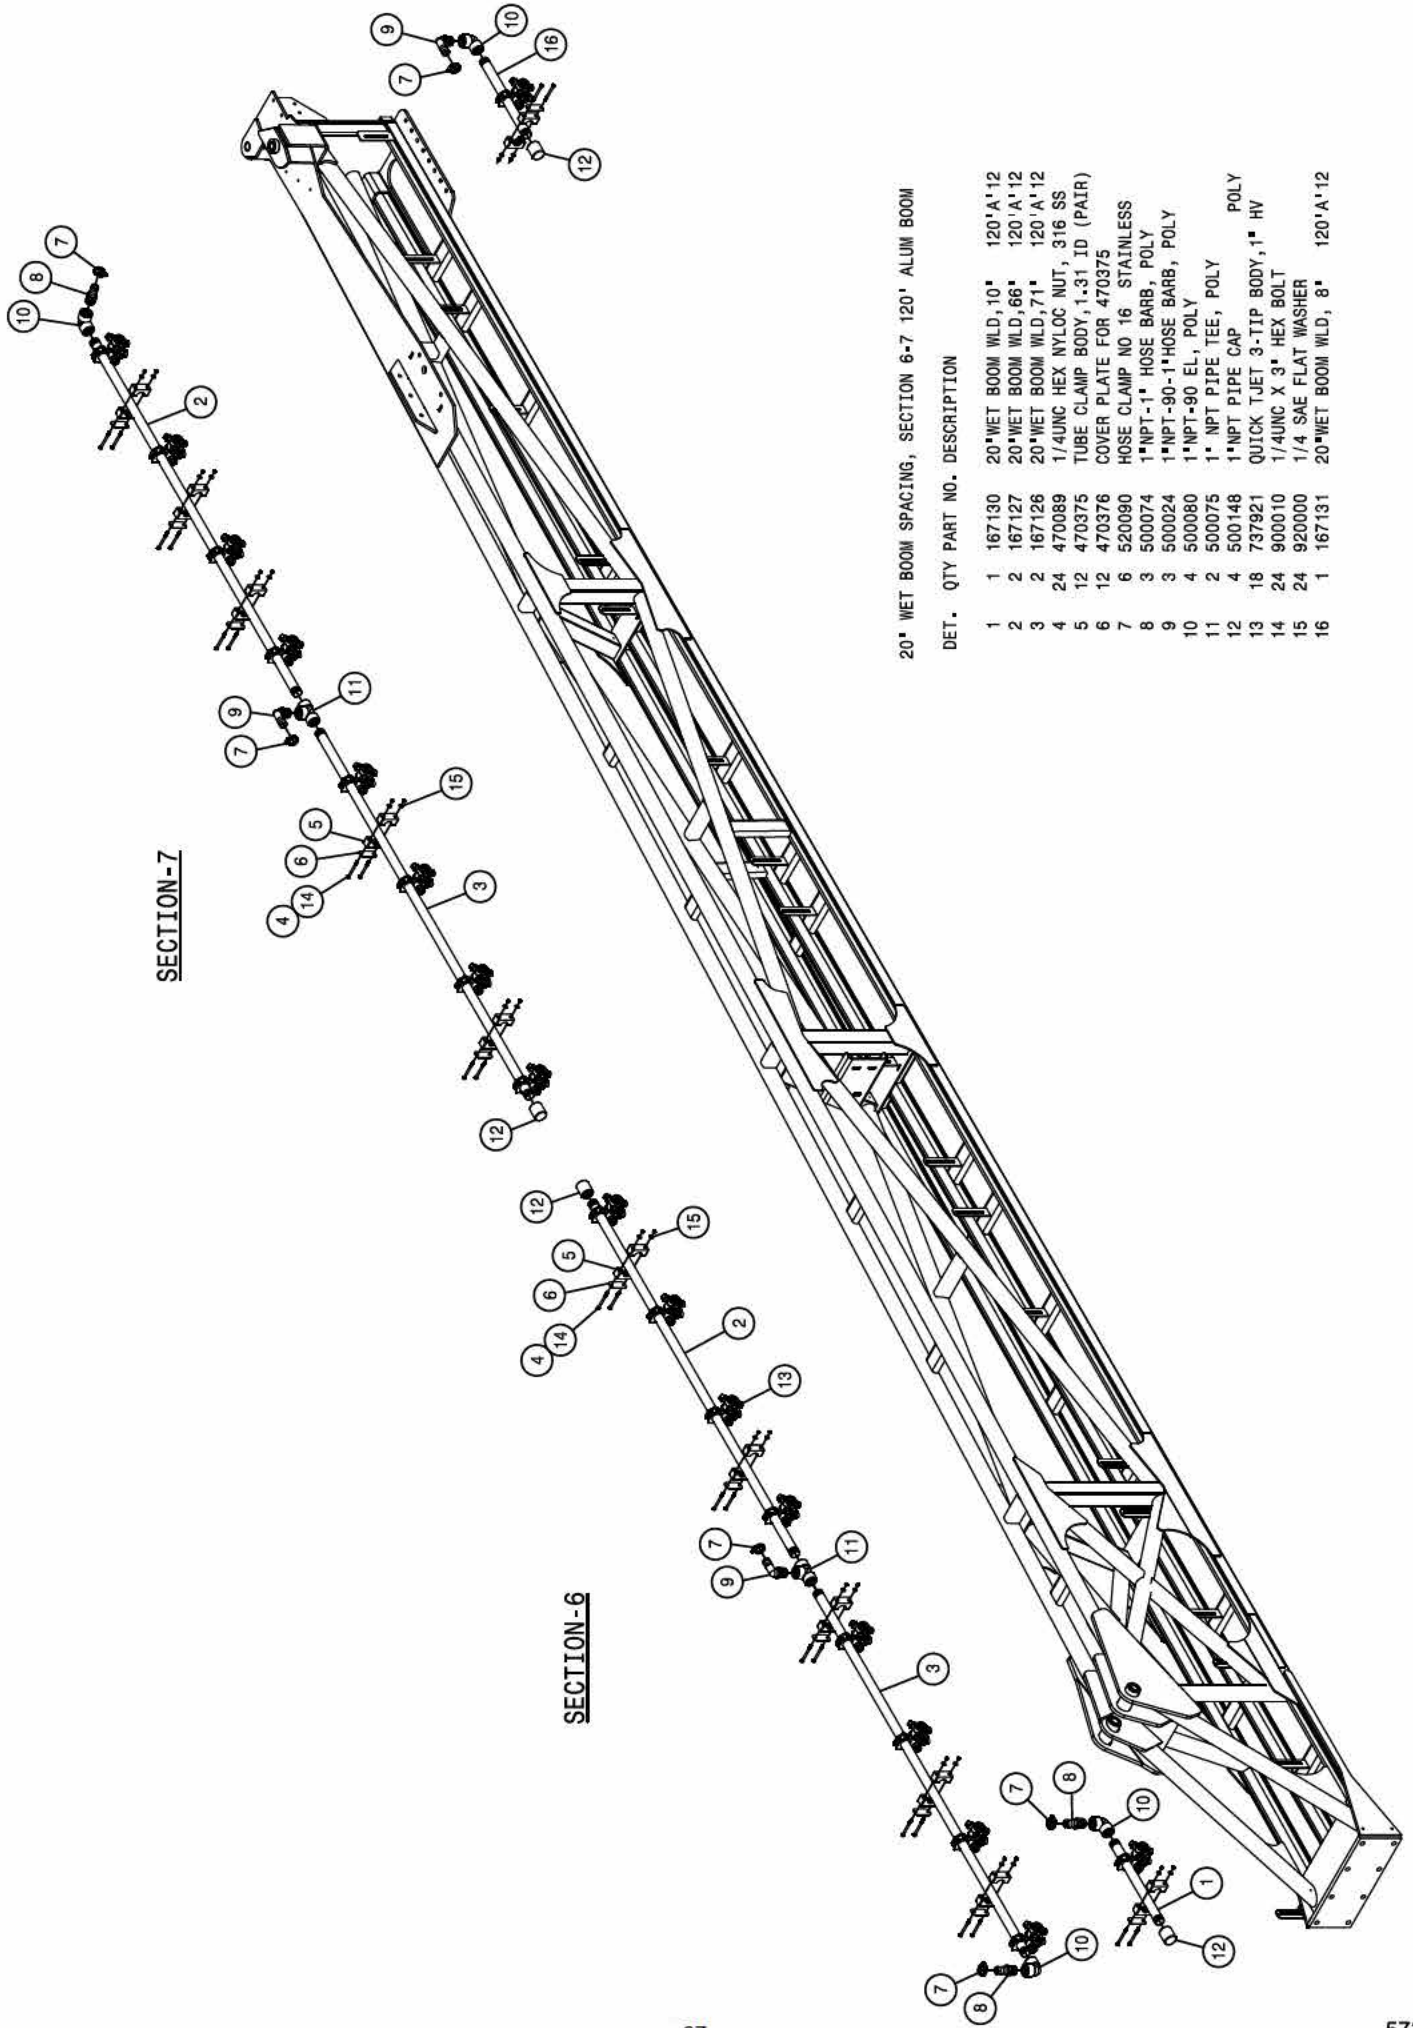 SECTION-7
SECTION-6
10
8
7
2
9
7
11
5
6
4
14
15
3
12
9
7
10
16
12
12
5
6
4
14
15
2
13
7
9
11
3
7
8
10
7
8
10
1
12
20" WET BOOM SPACING, SECTION 6-7 120' ALUM BOOM
DET. QTY PART NO. DESCRIPTION
1 1 167130 20"WET BOOM WLD,10" 120'A'12
2 2 167127 20"WET BOOM WLD,66" 120'A'12
3 2 167126 20"WET BOOM WLD,71" 120'A'12
4 24 470089 1/4UNC HEX NYLOC NUT, 316 SS
5 12 470375 TUBE CLAMP BODY,1.31 ID (PAIR)
6 12 470376 COVER PLATE FOR 470375
7 6 520090 HOSE CLAMP NO 16 STAINLESS
8 3 500074 1"NPT-1" HOSE BARB, POLY
9 3 500024 1"NPT-90-1"HOSE BARB, POLY
10 4 500080 1"NPT-90 EL, POLY
11 2 500075 1" NPT PIPE TEE, POLY
12 4 500148 1"NPT PIPE CAP POLY
13 18 737921 QUICK TJET 3-TIP BODY,1" HV
14 24 900010 1/4UNC X 3" HEX BOLT
15 24 920000 1/4 SAE FLAT WASHER
16 1 167131 20"WET BOOM WLD, 8" 120'A'12